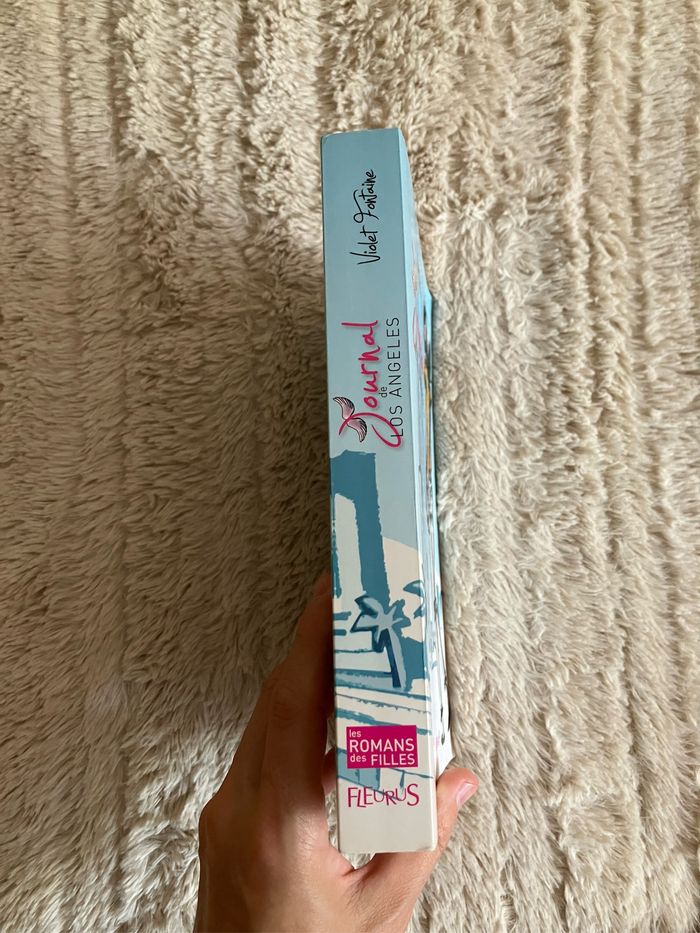 Violet Fontaine
Journal
de
LOS ANGELES
les
ROMANS
des FILLES
FLEURUS